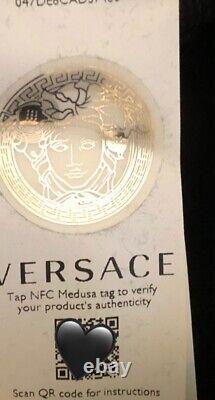 VERSACE
Tap NFC Medusa tag to verify
your product's authenticity
Scan QR code for instructions